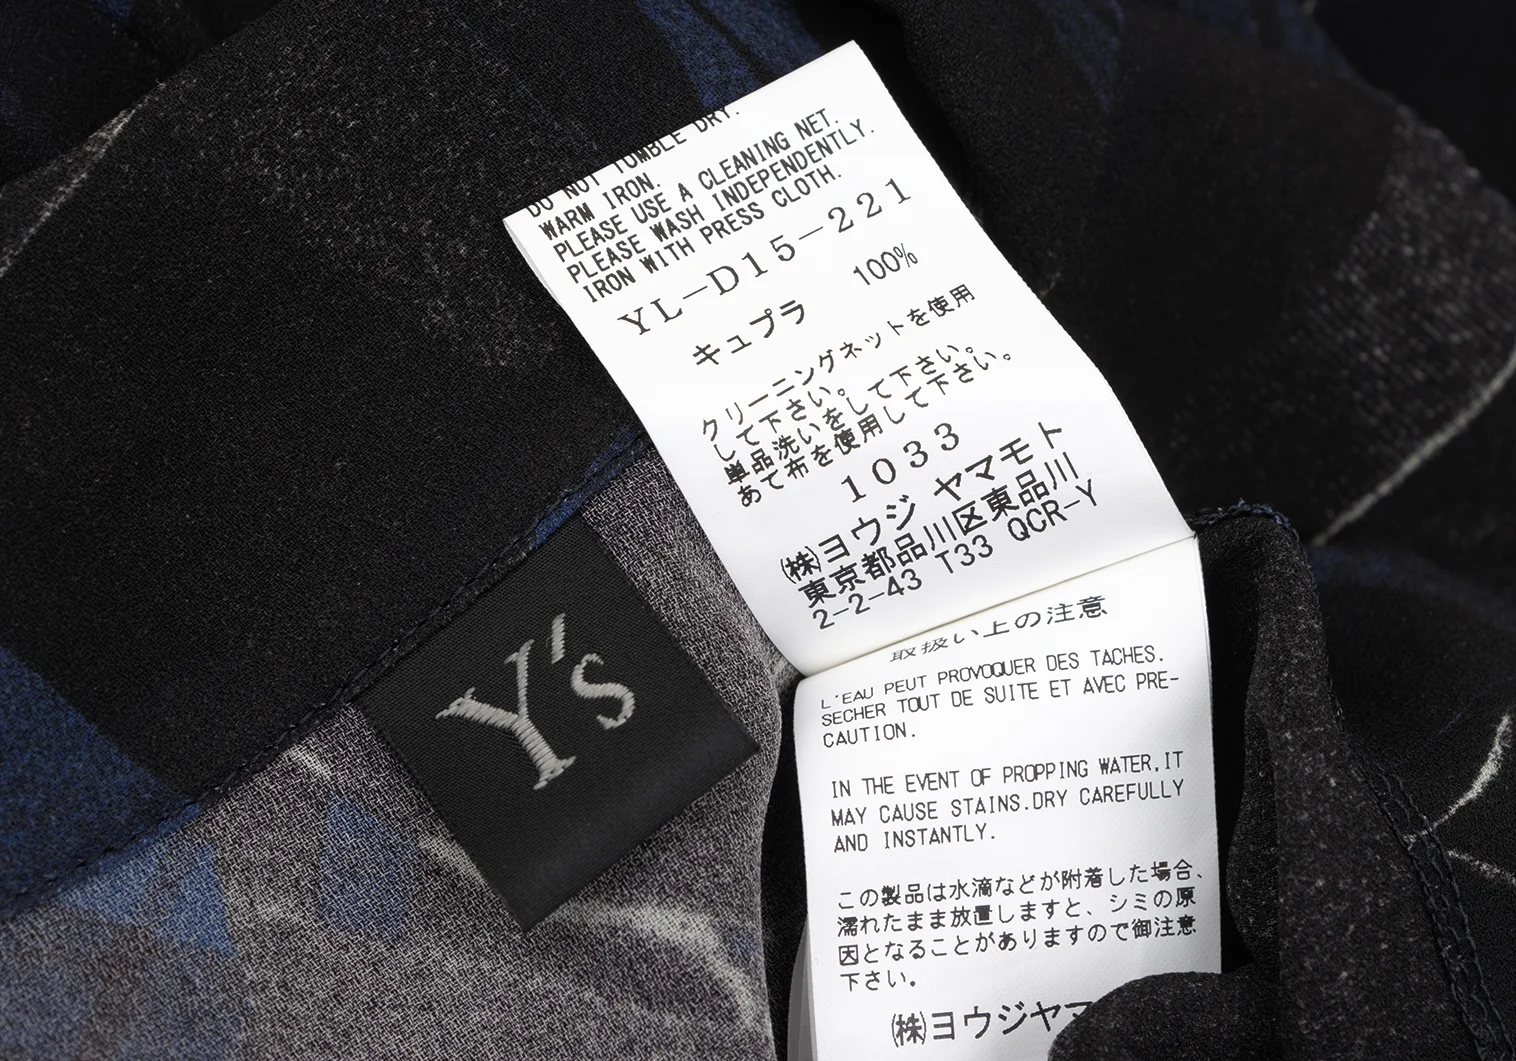 DO NOT TUMBLE DRY.
WARM IRON.
PLEASE USE A CLEANING NET.
PLEASE WASH INDEPENDENTLY.
IRON WITH PRESS CLOTH.
YL-D15-221
キュプラ 100%
クリーニングネットを使用
して下さい。
単品洗いをして下さい。
あて布を使用して下さい。
1033
㈱ヨウジ ヤマモト
東京都品川区東品川
2-2-43 T33 QCR-Y
Y's
取扱い上の注意
L'EAU PEUT PROVOQUER DES TACHES.
SECHER TOUT DE SUITE ET AVEC PRE-
CAUTION.
IN THE EVENT OF PROPPING WATER,IT
MAY CAUSE STAINS.DRY CAREFULLY
AND INSTANTLY.
この製品は水滴などが附着した場合、
濡れたまま放置しますと、シミの原
因となることがありますので御注意
下さい。
㈱ヨウジヤマ